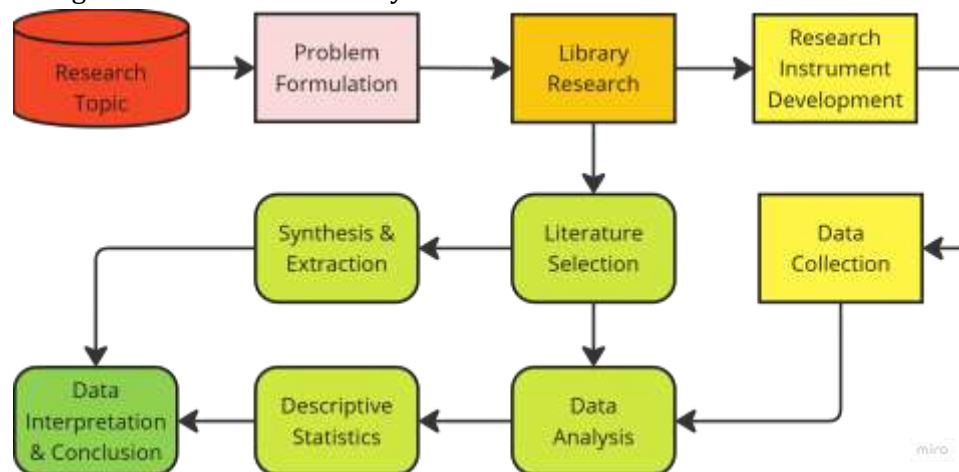 Research
Topic
Problem
Formulation
Library
Research
Research
Instrument
Development
Synthesis &
Extraction
Literature
Selection
Data
Collection
Data
Interpretation
& Conclusion
Descriptive
Statistics
Data
Analysis
miro